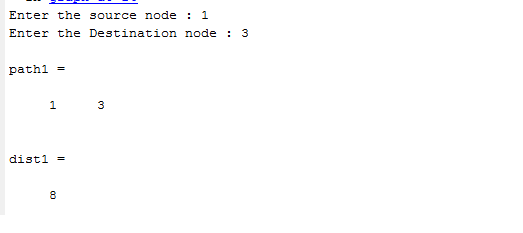 Enter the source node : 1
Enter the Destination node : 3
path1 =
1 3
dist1 =
8